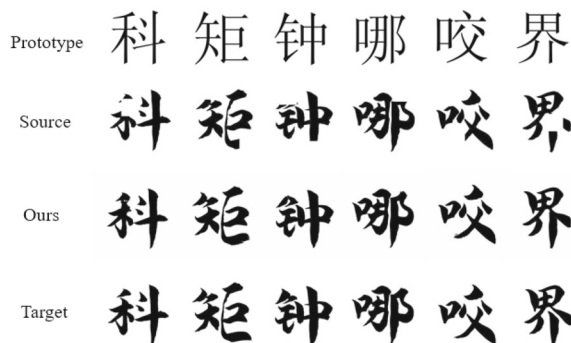 Prototype 科 矩 钟 哪 咬 界
Source 科 矩 钟 哪 咬 界
Ours 科 矩 钟 哪 咬 界
Target 科 矩 钟 哪 咬 界